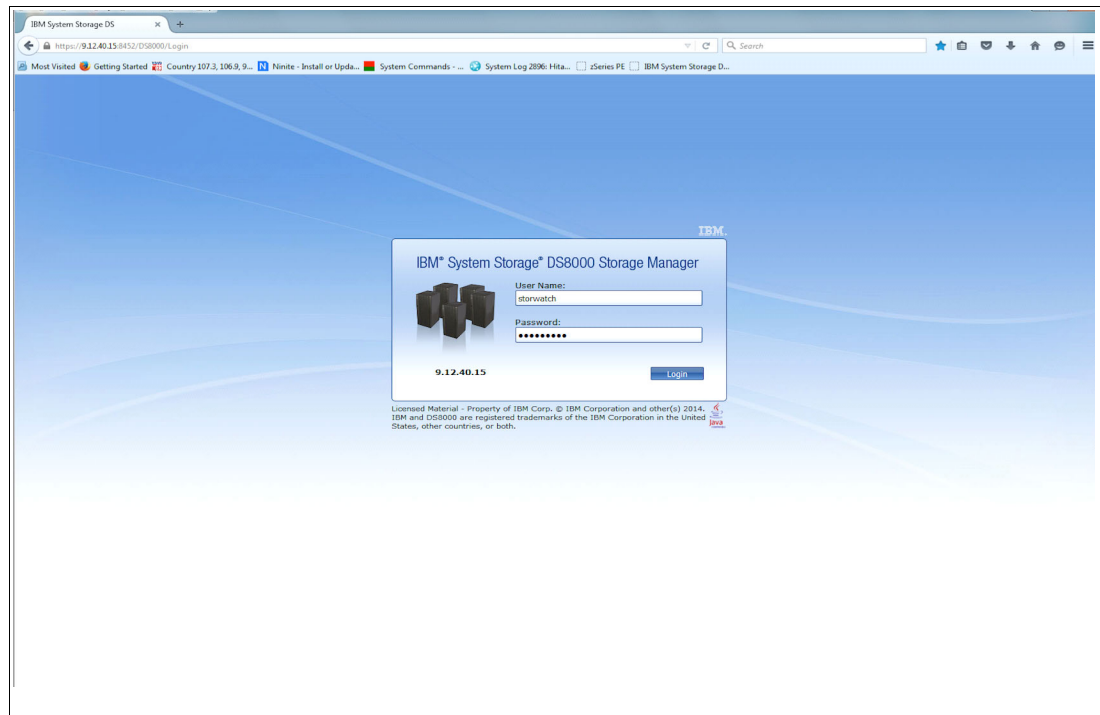 IBM System Storage DS × +
https://9.12.40.15:8452/DS8000/Login Search
Most Visited Getting Started Country 107.3, 106.9, 9... Ninite - Install or Upda... System Commands - ... System Log 2896: Hita... zSeries PE IBM System Storage D...
IBM.
IBM® System Storage® DS8000 Storage Manager
User Name:
storwatch
Password:
•••••••••
9.12.40.15 Login
Licensed Material - Property of IBM Corp. © IBM Corporation and other(s) 2014.
IBM and DS8000 are registered trademarks of the IBM Corporation in the United
States, other countries, or both.
Java